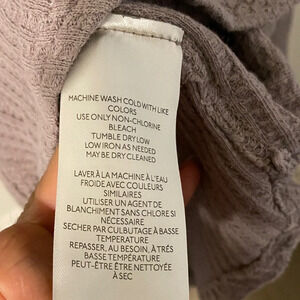 MACHINE WASH COLD WITH LIKE
COLORS
USE ONLY NON-CHLORINE
BLEACH
TUMBLE DRY LOW
LOW IRON AS NEEDED
MAY BE DRY CLEANED
LAVER À LA MACHINE À L'EAU
FROIDE AVEC COULEURS
SIMILAIRES
UTILISER UN AGENT DE
BLANCHIMENT SANS CHLORE SI
NÉCESSAIRE
SECHER PAR CULBUTAGE À BASSE
TEMPERATURE
REPASSER, AU BESOIN, À TRÉS
BASSE TEMPÉRATURE
PEUT-ÊTRE ÊTRE NETTOYÉE
À SEC